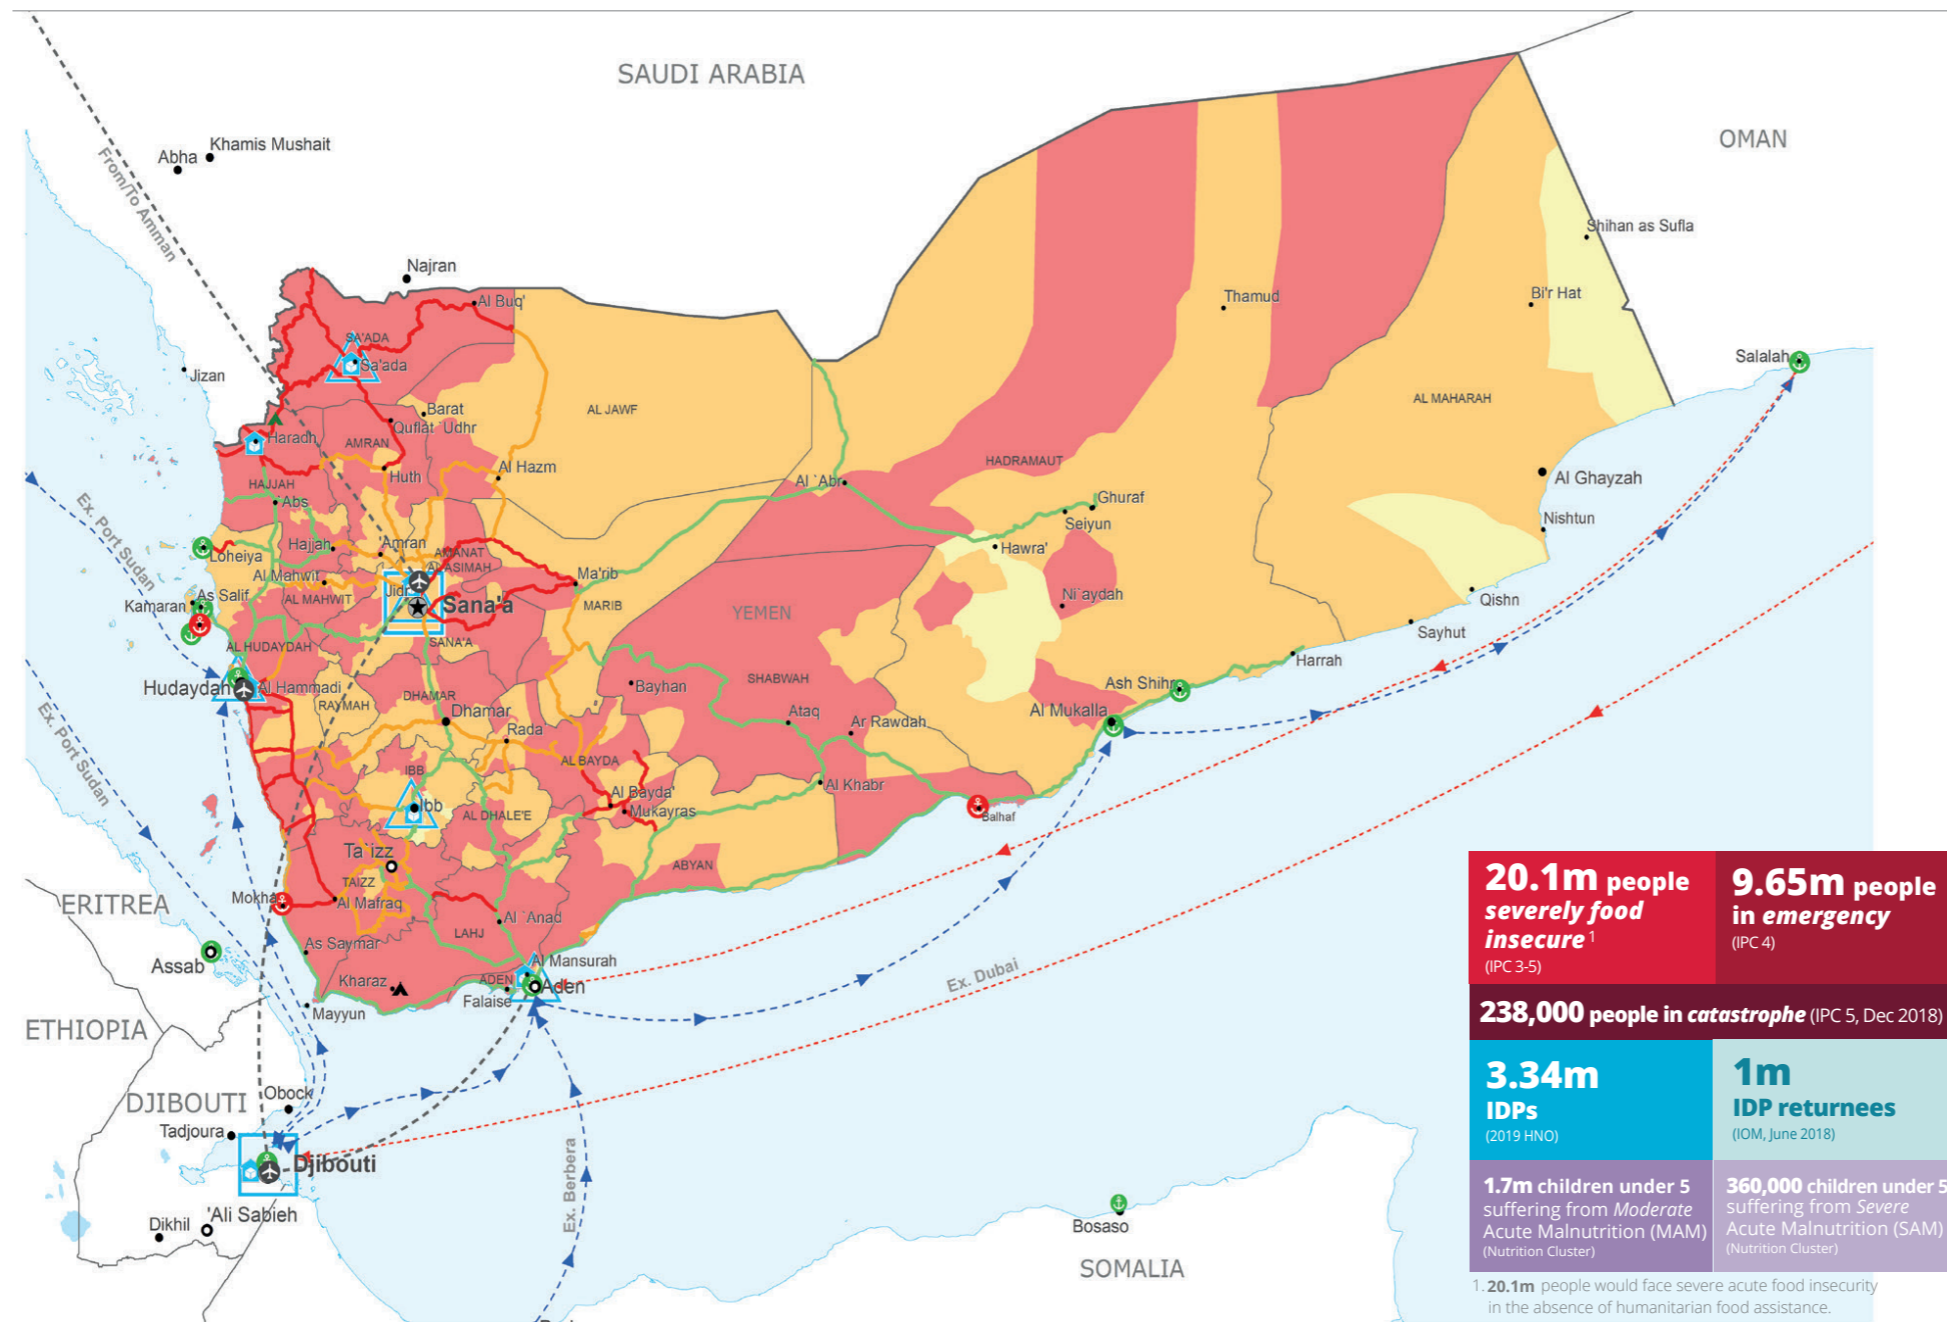 SAUDI ARABIA
OMAN
Khamis Mushait
Abha
From/To Amman
Shihan as Sufla
Najran
Al Buq'
Thamud
Bi'r Hat
SA'ADA
Sa'ada
Jizan
Salalah
Barat
AL JAWF
AL MAHARAH
Quflat `Udhr
Haradh
AMRAN
HADRAMAUT
Huth
Al Hazm
Al `Abr
Al Ghayzah
HAJJAH
`Abs
Ghuraf
Seiyun
Nishtun
Ex. Port Sudan
Hajjah
'Amran
Loheiya
AMANAT
AL ASIMAH
Hawra'
Al Mahwit
Ma'rib
Jidr
Ni`aydah
Kamaran
As Salif
AL MAHWIT
Sana'a
MARIB
YEMEN
Qishn
Sayhut
AL HUDAYDAH
SANA'A
Harrah
Hudaydah
Al Hammadi
Bayhan
SHABWAH
Ash Shihr
RAYMAH
DHAMAR
Dhamar
Ataq
Al Mukalla
Ar Rawdah
Ex. Port Sudan
Rada
AL BAYDA
IBB
Ibb
Al Bayda'
Al Khabr
AL DHALE'E
Mukayras
Balhaf
Ta`izz
ABYAN
TAIZZ
Mokha
Al Mafraq
ERITREA
Al `Anad
LAHJ
As Saymar
Assab
Al Mansurah
Kharaz
ADEN
Aden
Falaise
Ex. Dubai
Mayyun
ETHIOPIA
Obock
DJIBOUTI
Tadjoura
Djibouti
Ex. Berbera
'Ali Sabieh
Dikhil
Bosaso
SOMALIA
20.1m people
severely food
insecure 1
(IPC 3-5)
9.65m people
in emergency
(IPC 4)
238,000 people in catastrophe (IPC 5, Dec 2018)
3.34m
IDPs
(2019 HNO)
1m
IDP returnees
(IOM, June 2018)
1.7m children under 5
suffering from Moderate
Acute Malnutrition (MAM)
(Nutrition Cluster)
360,000 children under 5
suffering from Severe
Acute Malnutrition (SAM)
(Nutrition Cluster)
1. 20.1m people would face severe acute food insecurity
in the absence of humanitarian food assistance.